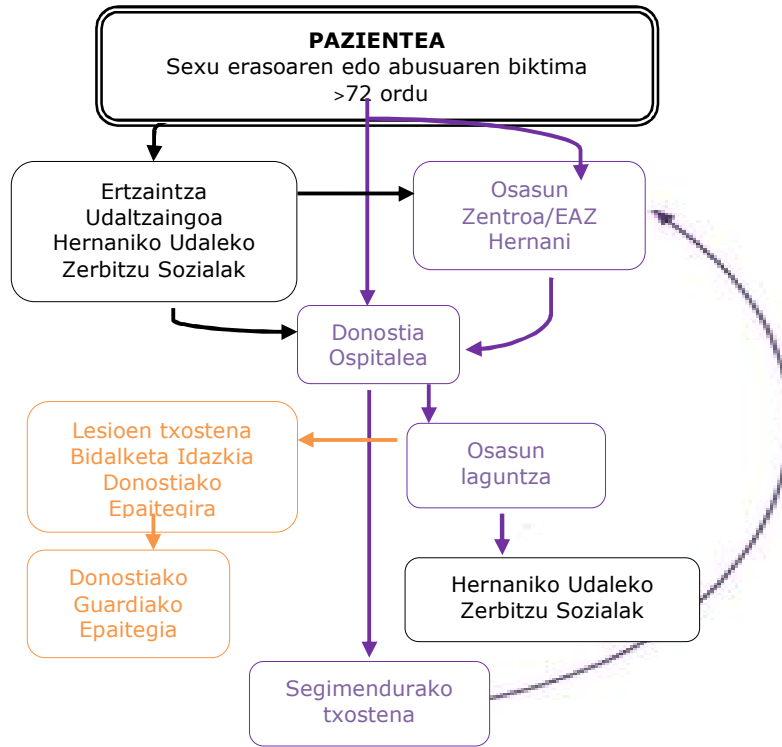 PAZIENTEA
Sexu erasoaren edo abusuaren biktima
>72 ordu
Ertzaintza
Udaltzaingoa
Hernaniko Udaleko
Zerbitzu Sozialak
Osasun
Zentroa/EAZ
Hernani
Donostia
Ospitalea
Lesioen txostena
Bidalketa Idazkia
Donostiako
Epaitegira
Osasun
laguntza
Donostiako
Guardiako
Epaitegia
Hernaniko Udaleko
Zerbitzu Sozialak
Segimendurako
txostena